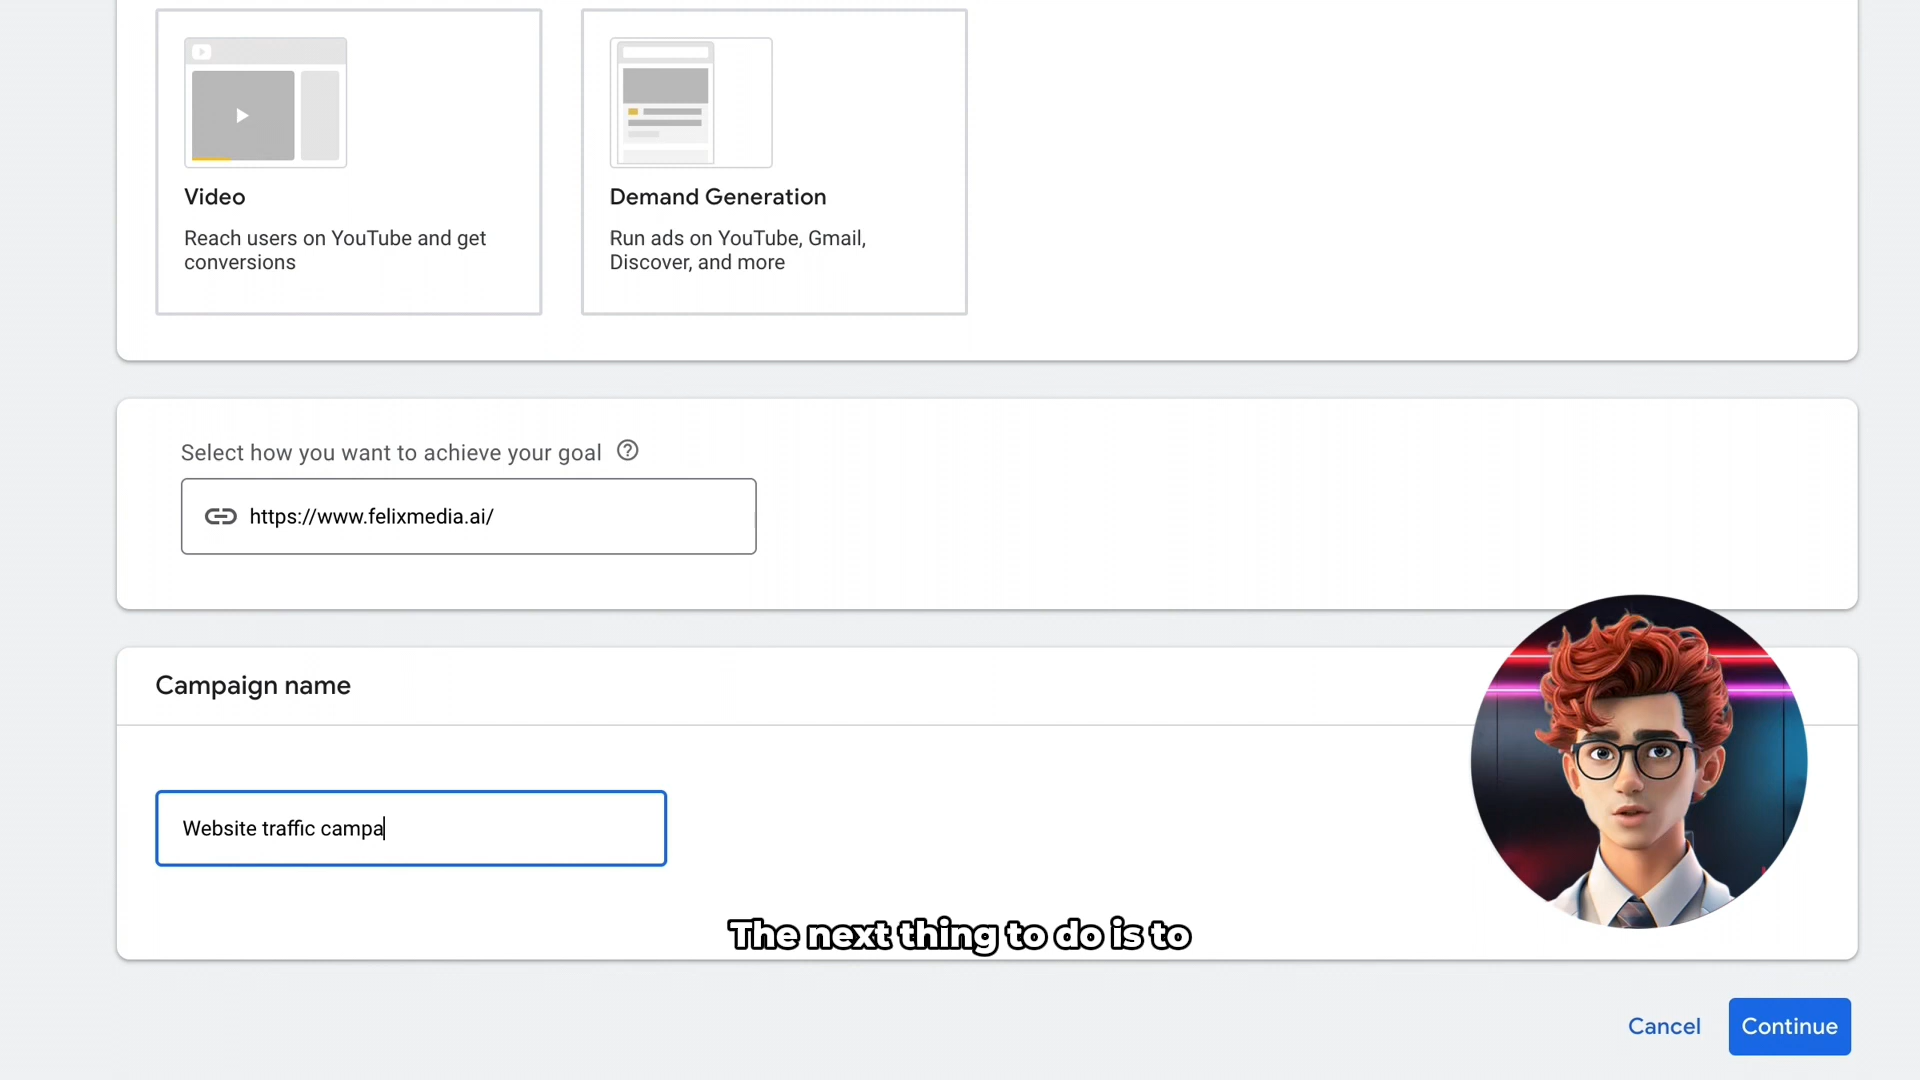 Video
Reach users on YouTube and get
conversions
Demand Generation
Run ads on YouTube, Gmail,
Discover, and more
Select how you want to achieve your goal
https://www.felixmedia.ai/
Campaign name
Website traffic campa
The next thing to do is to
Cancel
Continue